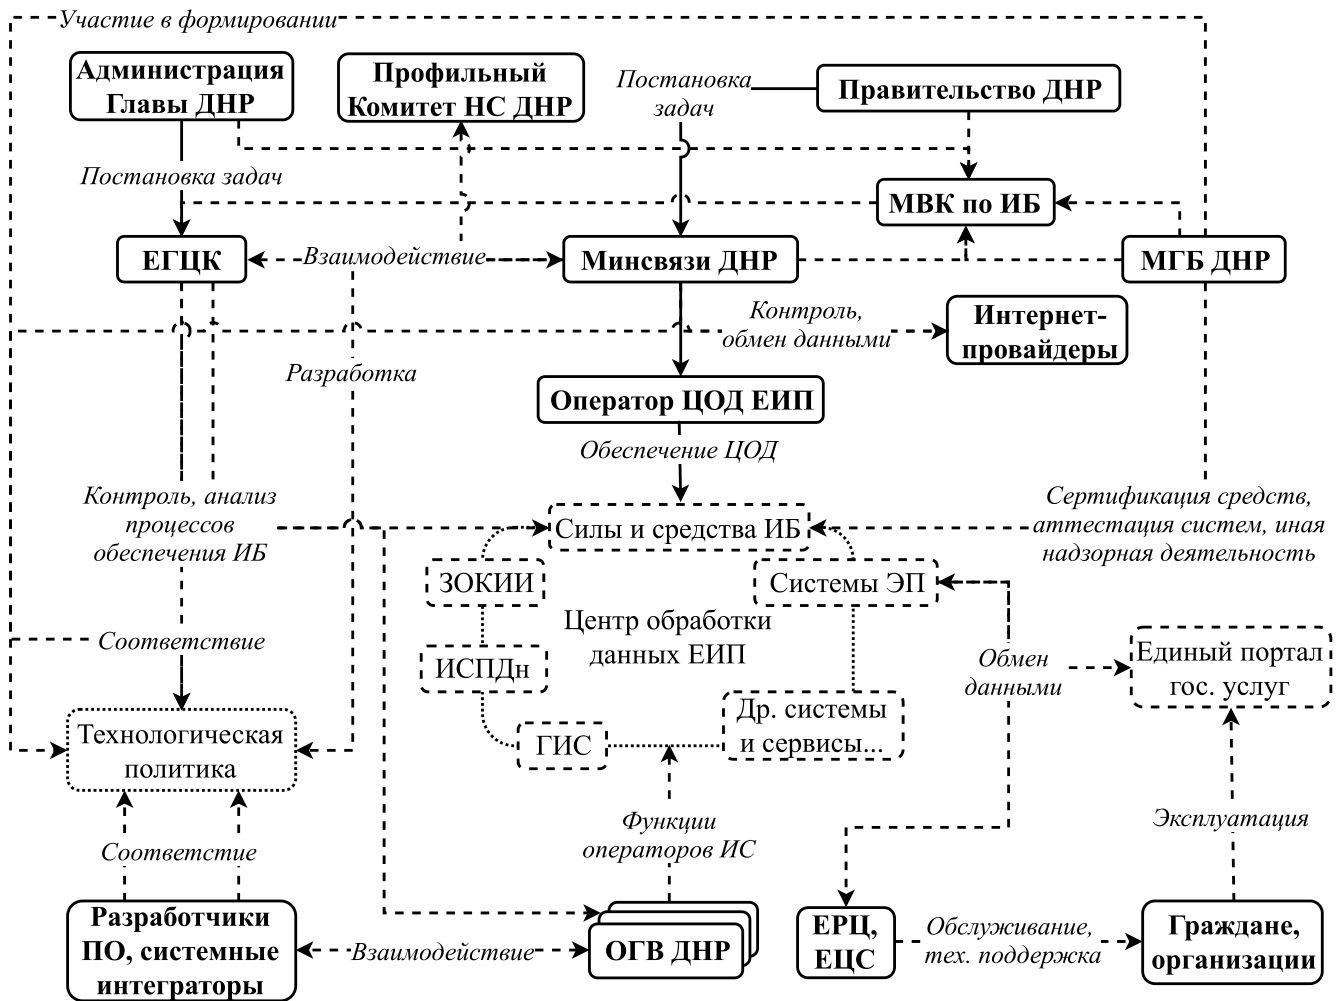 Участие в формировании
Администрация
Главы ДНР
Профильный
Комитет НС ДНР
Постановка
задач
Правительство ДНР
Постановка задач
МВК по ИБ
ЕГЦК
Взаимодействие
Минсвязи ДНР
МГБ ДНР
Контроль,
обмен данными
Интернет-
провайдеры
Разработка
Оператор ЦОД ЕИП
Обеспечение ЦОД
Контроль, анализ
процессов
обеспечения ИБ
Силы и средства ИБ
Сертификация средств,
аттестация систем, иная
надзорная деятельность
ЗОКИИ
Системы ЭП
Центр обработки
данных ЕИП
Соответствие
ИСПДн
Обмен
данными
Единый портал
гос. услуг
Технологическая
политика
ГИС
Др. системы
и сервисы...
Соответстие
Функции
операторов ИС
Эксплуатация
Разработчики
ПО, системные
интеграторы
Взаимодействие
ОГВ ДНР
ЕРЦ,
ЕЦС
Обслуживание,
тех. поддержка
Граждане,
организации